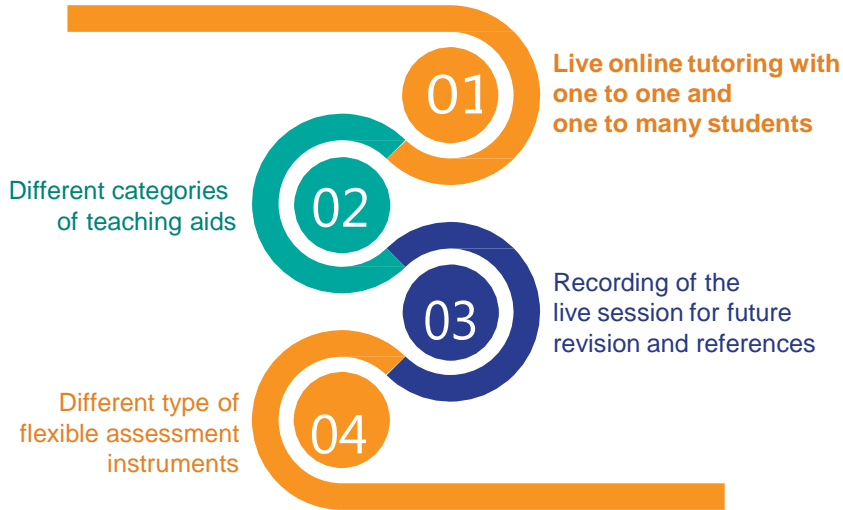 01
Live online tutoring with
one to one and
one to many students
Different categories
of teaching aids
02
03
Recording of the
live session for future
revision and references
Different type of
flexible assessment
instruments
04